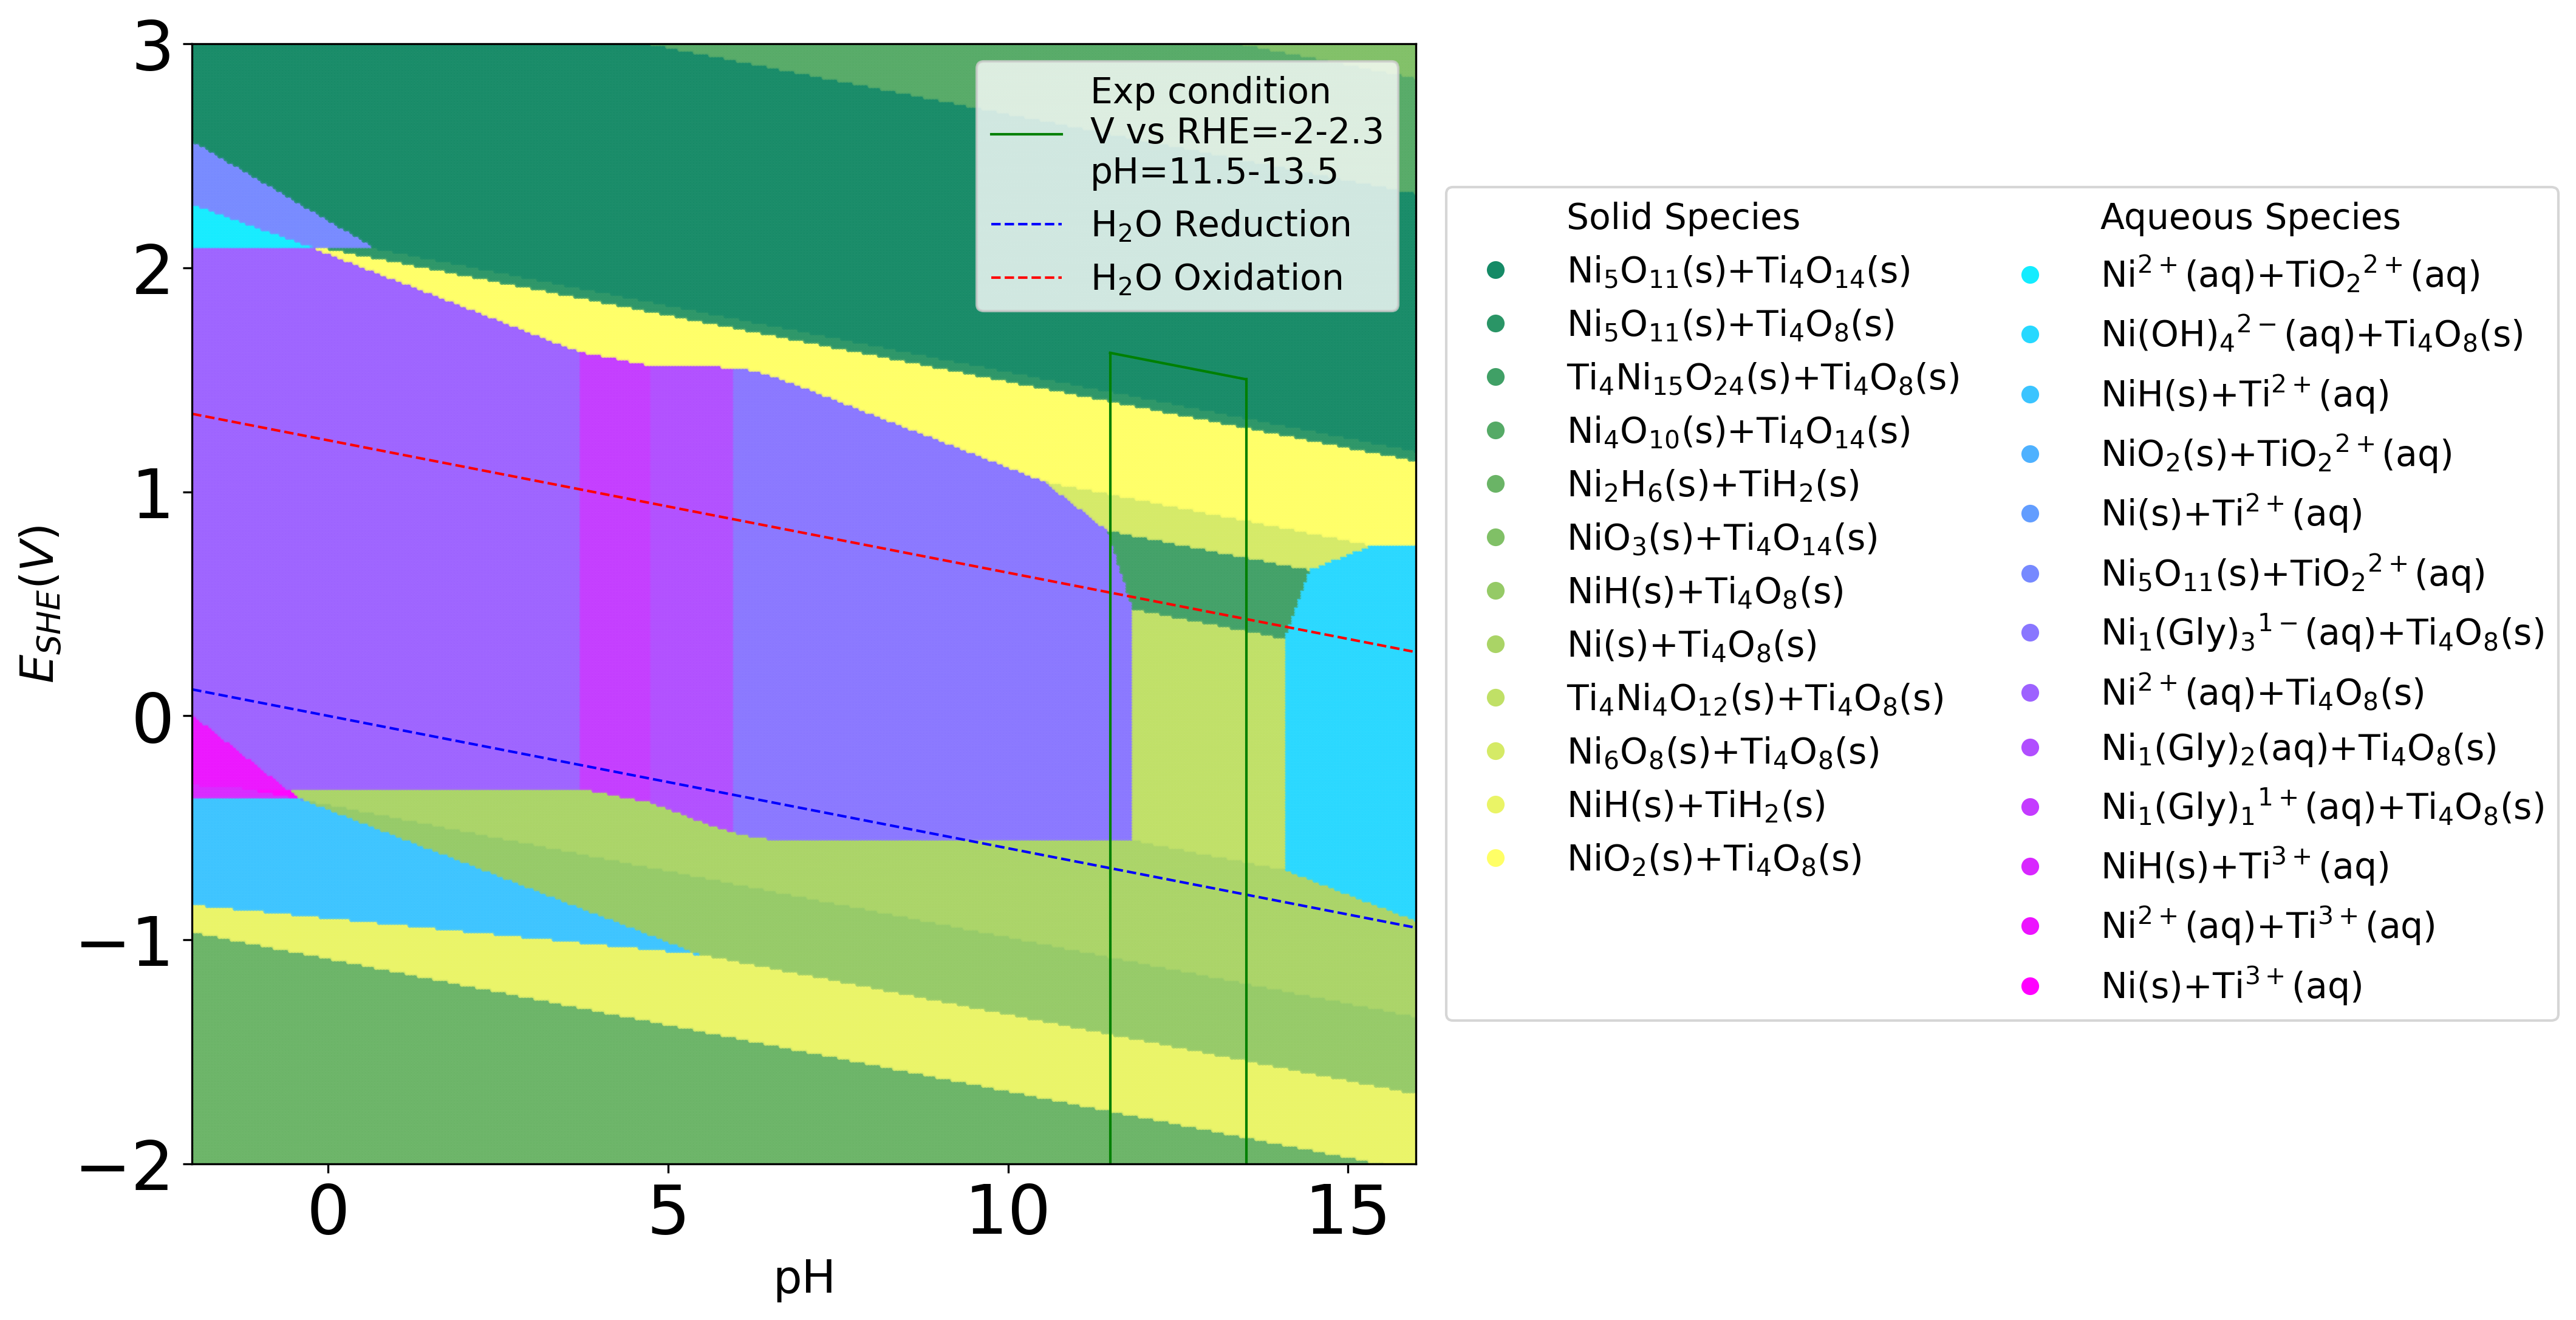 3
2
1
0
−1
−2
E_SHE(V)
0
5
10
15
pH
Exp condition
V vs RHE=-2-2.3
pH=11.5-13.5
H₂O Reduction
H₂O Oxidation
Solid Species
Ni₅O₁₁(s)+Ti₄O₁₄(s)
Ni₅O₁₁(s)+Ti₄O₈(s)
Ti₄Ni₁₅O₂₄(s)+Ti₄O₈(s)
Ni₄O₁₀(s)+Ti₄O₁₄(s)
Ni₂H₆(s)+TiH₂(s)
NiO₃(s)+Ti₄O₁₄(s)
NiH(s)+Ti₄O₈(s)
Ni(s)+Ti₄O₈(s)
Ti₄Ni₄O₁₂(s)+Ti₄O₈(s)
Ni₆O₈(s)+Ti₄O₈(s)
NiH(s)+TiH₂(s)
NiO₂(s)+Ti₄O₈(s)
Aqueous Species
Ni²⁺(aq)+TiO₂²⁺(aq)
Ni(OH)₄²⁻(aq)+Ti₄O₈(s)
NiH(s)+Ti²⁺(aq)
NiO₂(s)+TiO₂²⁺(aq)
Ni(s)+Ti²⁺(aq)
Ni₅O₁₁(s)+TiO₂²⁺(aq)
Ni₁(Gly)₃¹⁻(aq)+Ti₄O₈(s)
Ni²⁺(aq)+Ti₄O₈(s)
Ni₁(Gly)₂(aq)+Ti₄O₈(s)
Ni₁(Gly)₁¹⁺(aq)+Ti₄O₈(s)
NiH(s)+Ti³⁺(aq)
Ni²⁺(aq)+Ti³⁺(aq)
Ni(s)+Ti³⁺(aq)